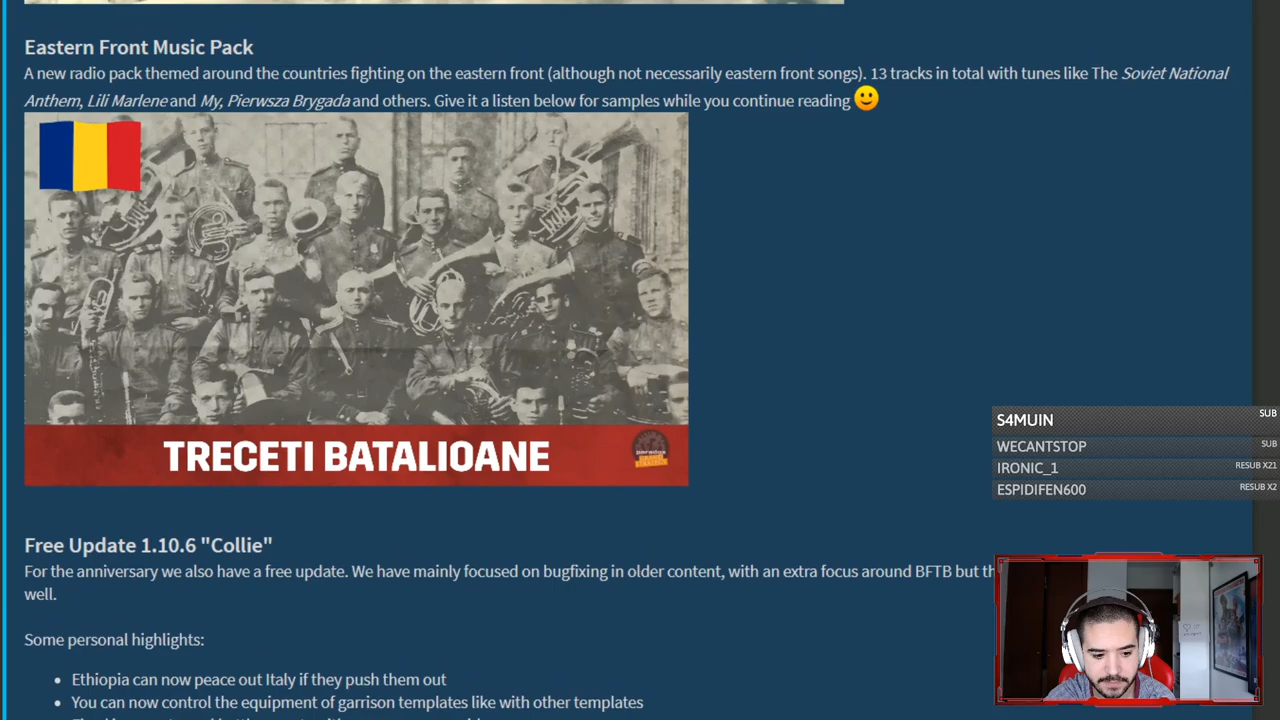 Eastern Front Music Pack
A new radio pack themed around the countries fighting on the eastern front (although not necessarily eastern front songs). 13 tracks in total with tunes like The Soviet National
Anthem, Lili Marlene and My, Pierwsza Brygada and others. Give it a listen below for samples while you continue reading
TRECETI BATALIOANE
S4MUIN SUB
WECANTSTOP SUB
IRONIC_1 RESUB X21
ESPIDIFEN600 RESUB X2
Free Update 1.10.6 "Collie"
For the anniversary we also have a free update. We have mainly focused on bugfixing in older content, with an extra focus around BFTB but
well.
Some personal highlights:
• Ethiopia can now peace out Italy if they push them out
• You can now control the equipment of garrison templates like with other templates